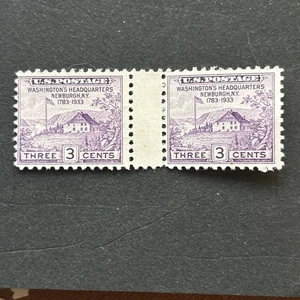 U.S. POSTAGE
WASHINGTON'S HEADQUARTERS
NEWBURGH, N.Y.
1783-1933
THREE 3 CENTS
U.S. POSTAGE
WASHINGTON'S HEADQUARTERS
NEWBURGH, N.Y.
1783-1933
THREE 3 CENTS